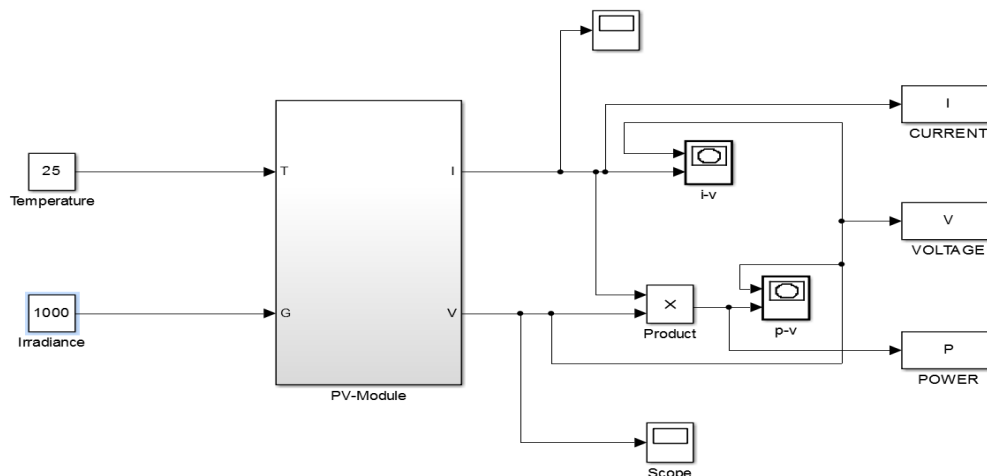 I
CURRENT
25
Temperature
T
I
i-v
V
VOLTAGE
1000
Irradiance
G
V
X
Product
p-v
P
POWER
PV-Module
Scope